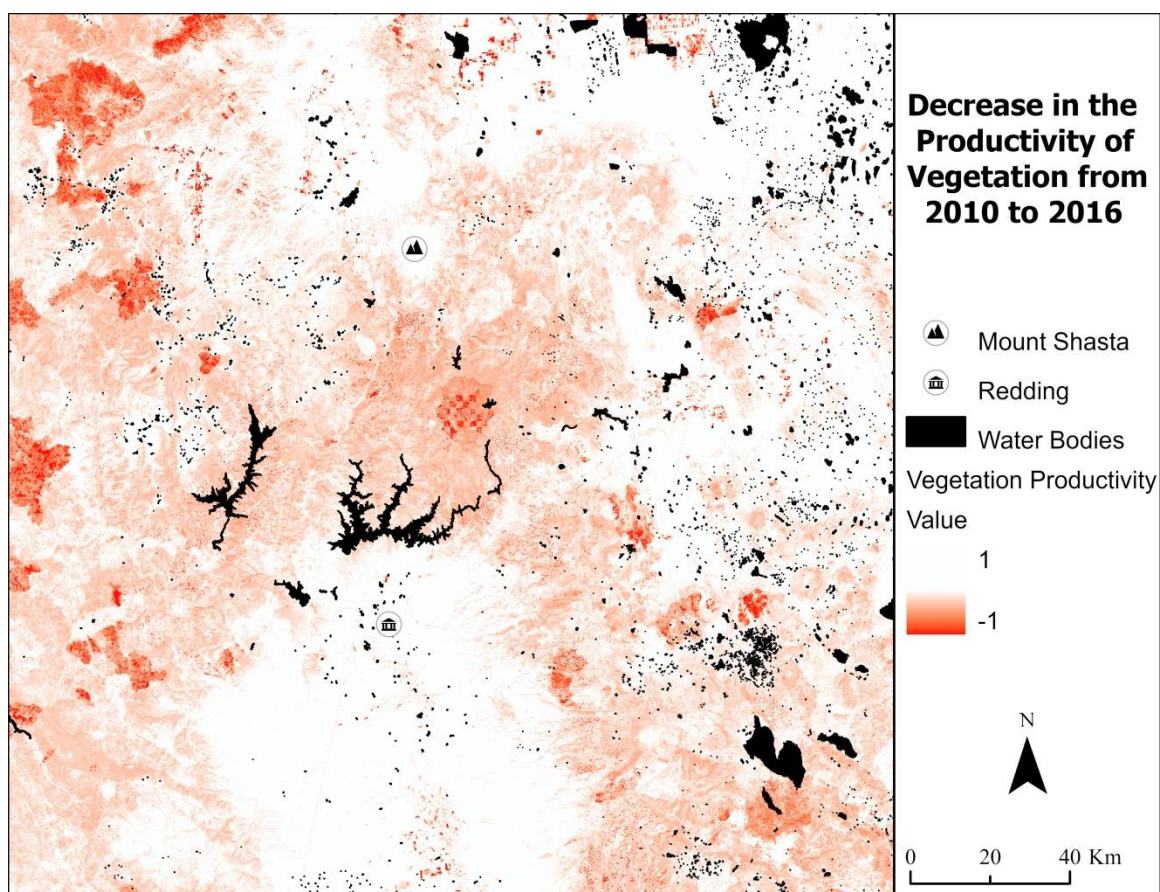 Decrease in the
Productivity of
Vegetation from
2010 to 2016
Mount Shasta
Redding
Water Bodies
Vegetation Productivity
Value
1
-1
N
0 20 40 Km